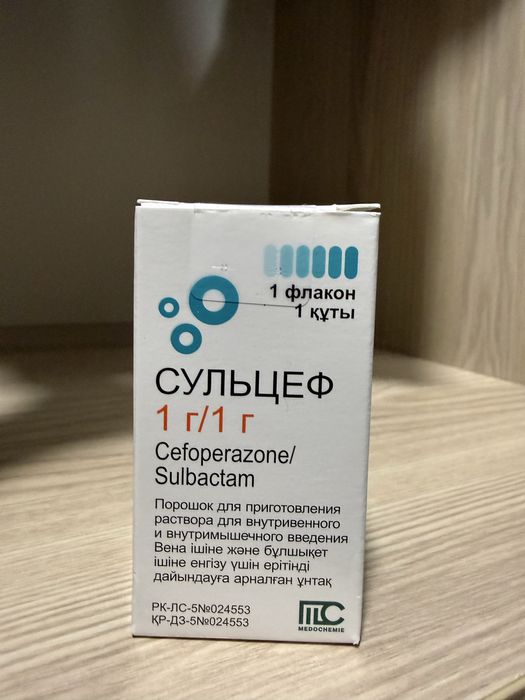 1 флакон
1 құты
СУЛЬЦЕФ
1 г/1 г
Cefoperazone/
Sulbactam
Порошок для приготовления
раствора для внутривенного
и внутримышечного введения
Вена ішіне және бұлшықет
ішіне енгізу үшін ерітінді
дайындауға арналған ұнтақ
РК-ЛС-5№024553
ҚР-ДЗ-5№024553
MC
MEDOCHEMIE